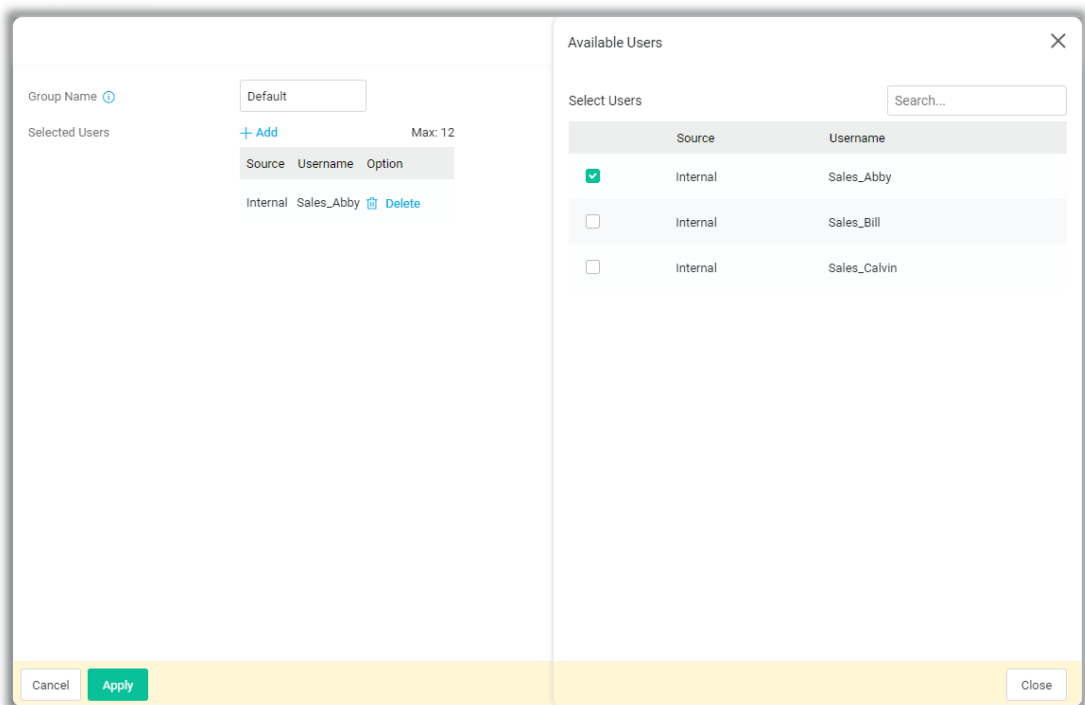 Group Name
Default
Selected Users
+ Add
Max: 12
Source Username Option
Internal Sales_Abby Delete
Cancel
Apply
Available Users
Select Users
Search...
Source Username
Internal Sales_Abby
Internal Sales_Bill
Internal Sales_Calvin
Close